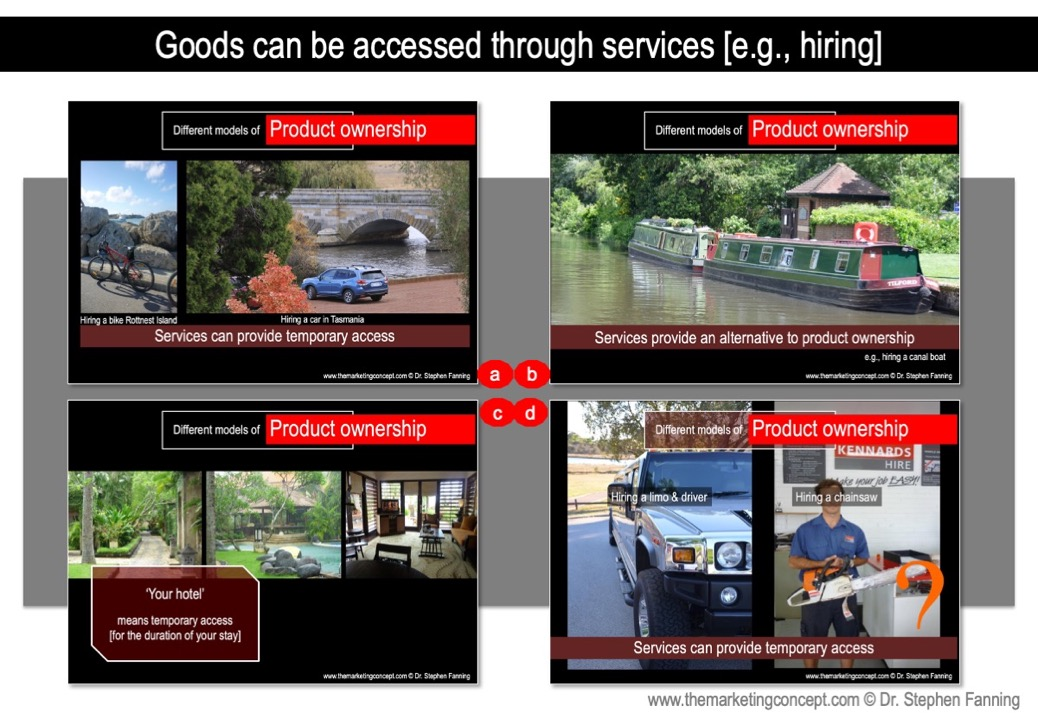 Goods can be accessed through services [e.g., hiring]
Different models of Product ownership
Hiring a bike Rottnest Island
Hiring a car in Tasmania
Services can provide temporary access
www.themarketingconcept.com © Dr. Stephen Fanning
Different models of Product ownership
TILFORD
Services provide an alternative to product ownership
e.g., hiring a canal boat
www.themarketingconcept.com © Dr. Stephen Fanning
a
b
c
d
Different models of Product ownership
'Your hotel'
means temporary access
[for the duration of your stay]
www.themarketingconcept.com © Dr. Stephen Fanning
Different models of Product ownership
KENNARDS
HIRE
your job EASY!
Hiring a limo & driver
Hiring a chainsaw
?
Services can provide temporary access
www.themarketingconcept.com © Dr. Stephen Fanning
www.themarketingconcept.com © Dr. Stephen Fanning